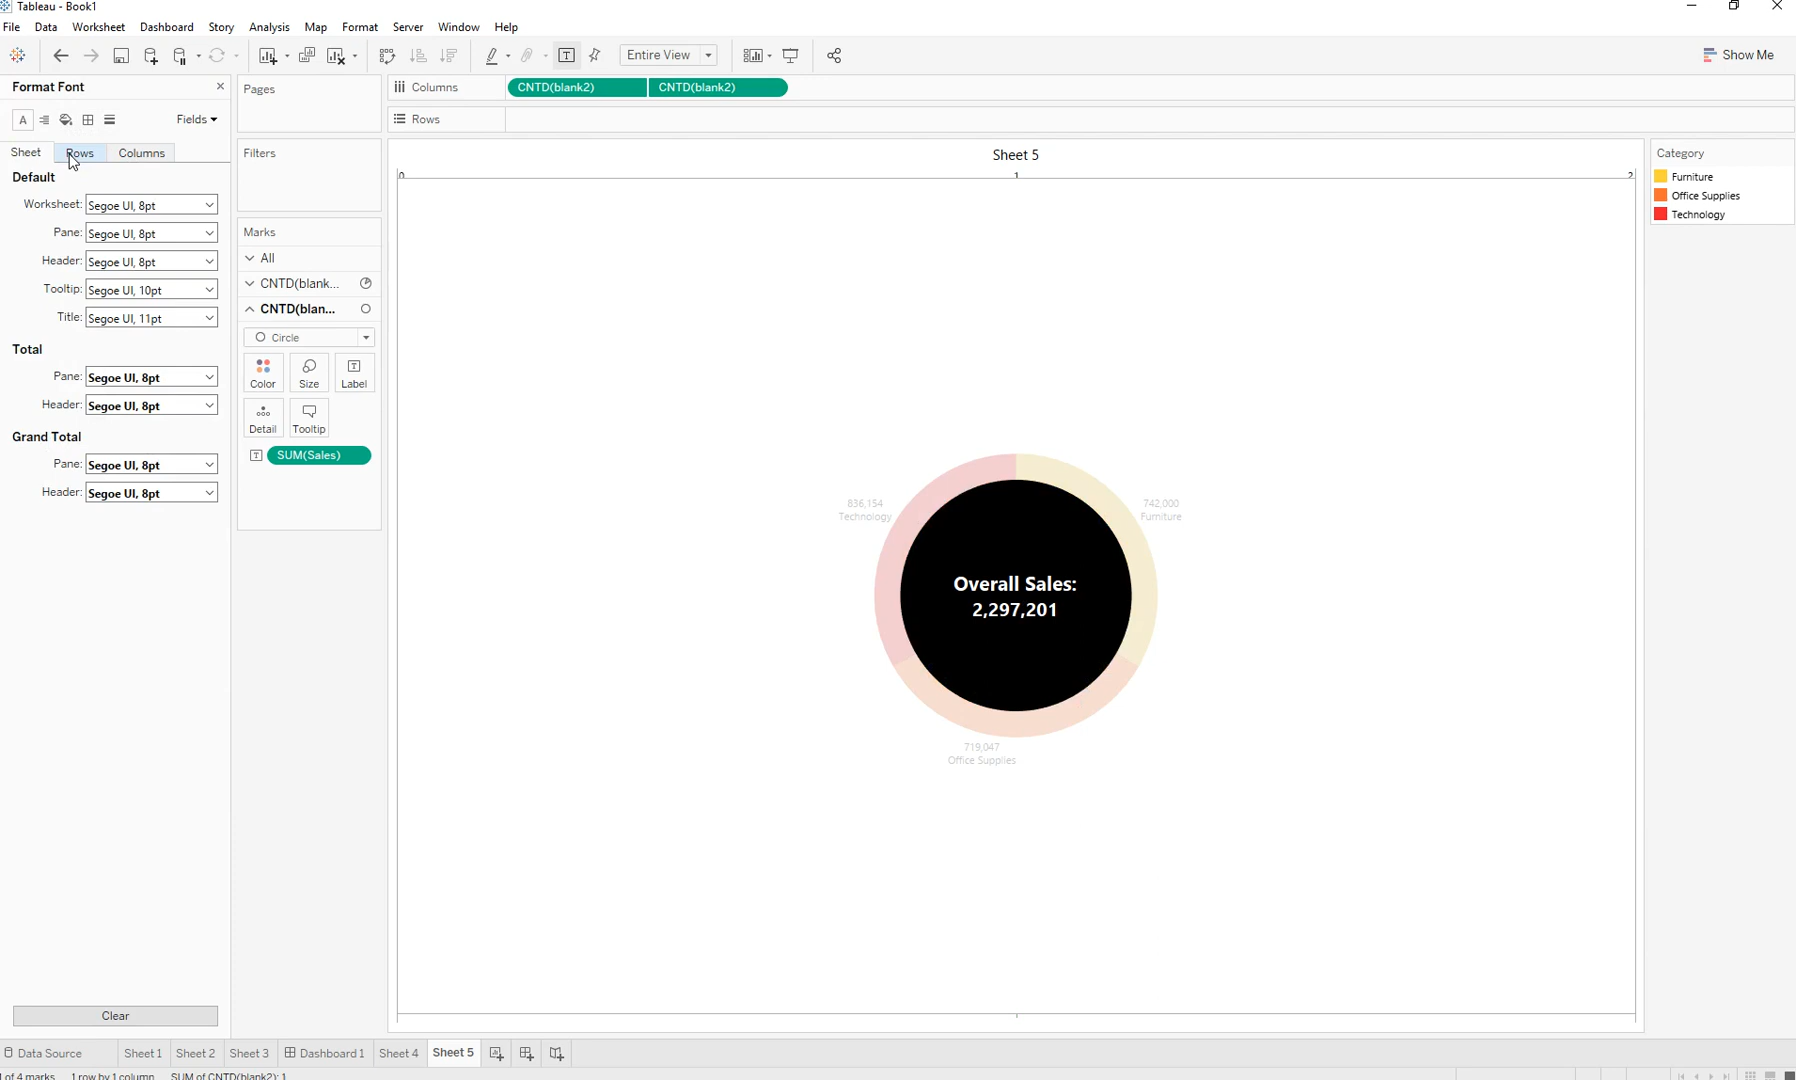 Tableau - Book1
File Data Worksheet Dashboard Story Analysis Map Format Server Window Help
Entire View
Show Me
Format Font
Fields
Sheet Rows Columns
Default
Worksheet: Segoe UI, 8pt
Pane: Segoe UI, 8pt
Header: Segoe UI, 8pt
Tooltip: Segoe UI, 10pt
Title: Segoe UI, 11pt
Total
Pane: Segoe UI, 8pt
Header: Segoe UI, 8pt
Grand Total
Pane: Segoe UI, 8pt
Header: Segoe UI, 8pt
Clear
Pages
Filters
Marks
All
CNTD(blank...
CNTD(blan...
Circle
Color Size Label
Detail Tooltip
SUM(Sales)
Columns CNTD(blank2) CNTD(blank2)
Rows
Sheet 5
0 1 2
836,154
Technology
742,000
Furniture
Overall Sales:
2,297,201
719,047
Office Supplies
Category
Furniture
Office Supplies
Technology
Data Source Sheet 1 Sheet 2 Sheet 3 Dashboard 1 Sheet 4 Sheet 5
of 4 marks 1 row by 1 column SUM of CNTD(blank2): 1